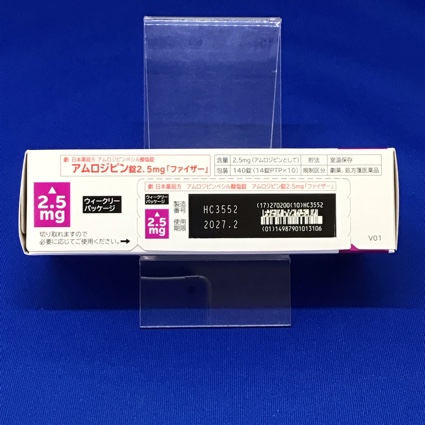 劇 日本薬局方 アムロジピンベシル酸塩錠
アムロジピン錠2.5mg「ファイザー」
含量 2.5mg(アムロジピンとして) 貯法 室温保存
包装 140錠(14錠PTP×10) 規制区分 劇薬、処方箋医薬品
2.5
mg
ウィークリー
パッケージ
切り取れますので
必要に応じてご使用ください。
劇 日本薬局方 アムロジピンベシル酸塩錠 アムロジピン錠2.5mg「ファイザー」
ウィークリー
パッケージ
2.5
mg
製造
番号 HC3552
使用
期限 2027.2
(17)270200(10)HC3552
(01)14987901013106
V01